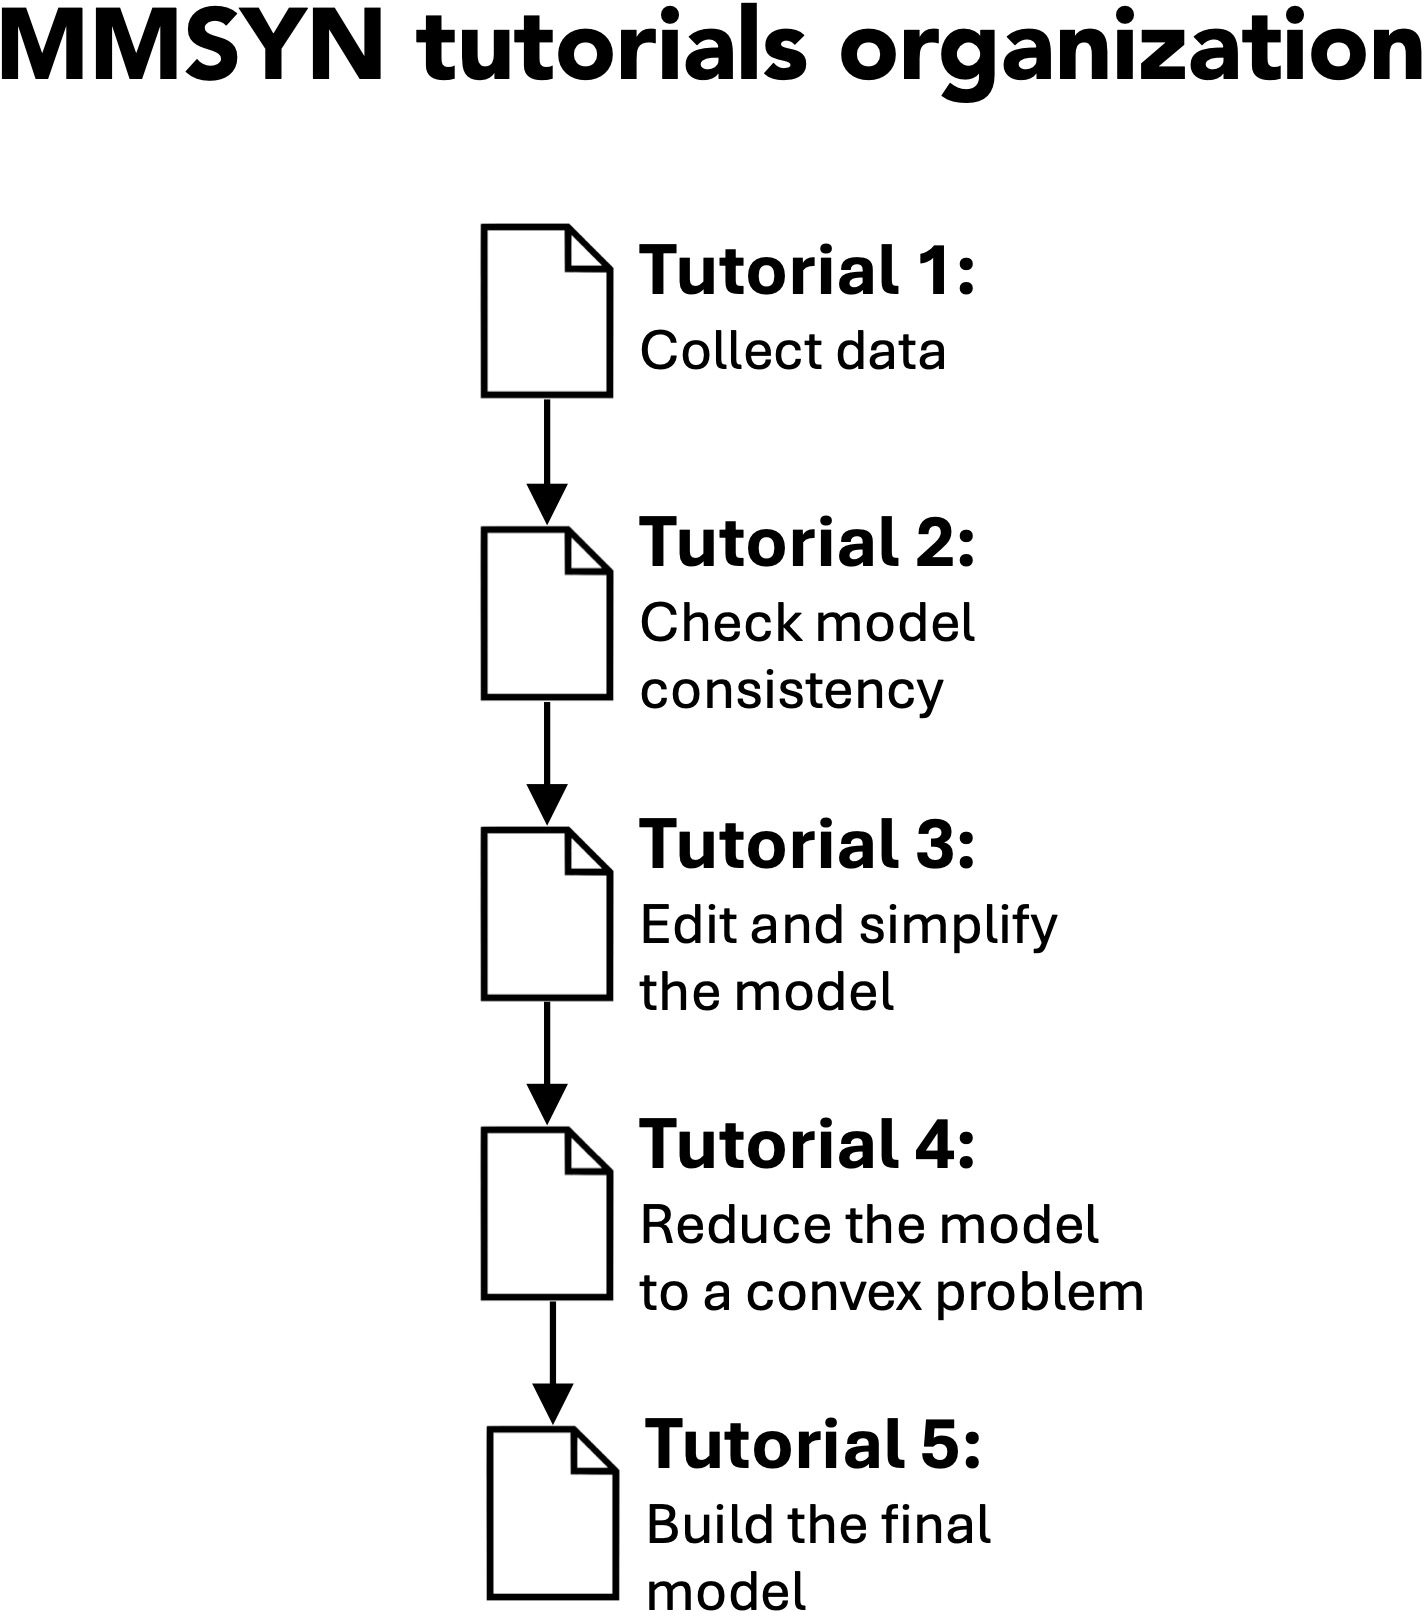 MMSYN tutorials organization
Tutorial 1:
Collect data
Tutorial 2:
Check model
consistency
Tutorial 3:
Edit and simplify
the model
Tutorial 4:
Reduce the model
to a convex problem
Tutorial 5:
Build the final
model